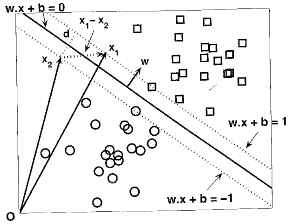 w.x + b = 0
x₁ − x₂
d
x₂
x₁
w
w.x + b = 1
w.x + b = −1
O